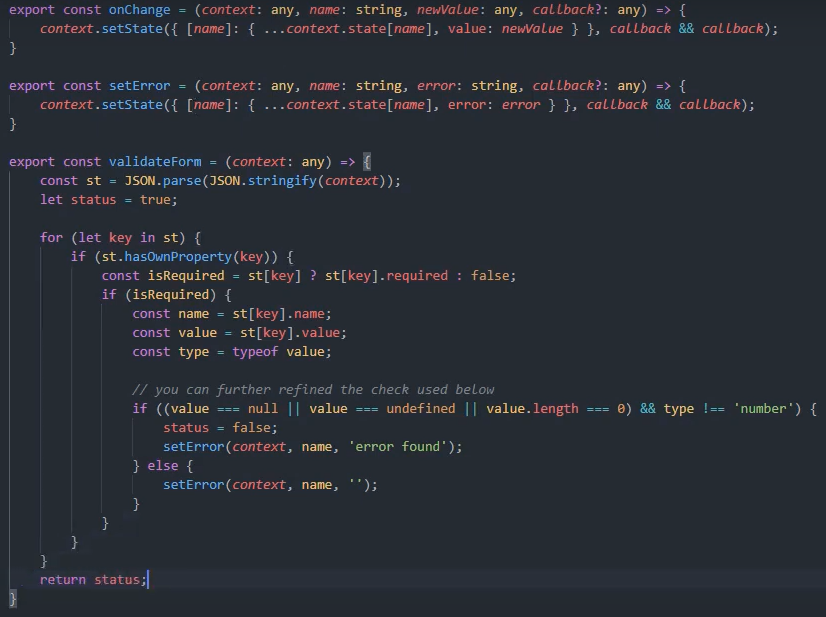 export const onChange = (context: any, name: string, newValue: any, callback?: any) => {
    context.setState({ [name]: { ...context.state[name], value: newValue } }, callback && callback);
}

export const setError = (context: any, name: string, error: string, callback?: any) => {
    context.setState({ [name]: { ...context.state[name], error: error } }, callback && callback);
}

export const validateForm = (context: any) => {
    const st = JSON.parse(JSON.stringify(context));
    let status = true;

    for (let key in st) {
        if (st.hasOwnProperty(key)) {
            const isRequired = st[key] ? st[key].required : false;
            if (isRequired) {
                const name = st[key].name;
                const value = st[key].value;
                const type = typeof value;

                // you can further refined the check used below
                if ((value === null || value === undefined || value.length === 0) && type !== 'number') {
                    status = false;
                    setError(context, name, 'error found');
                } else {
                    setError(context, name, '');
                }
            }
        }
    }
    return status;
}